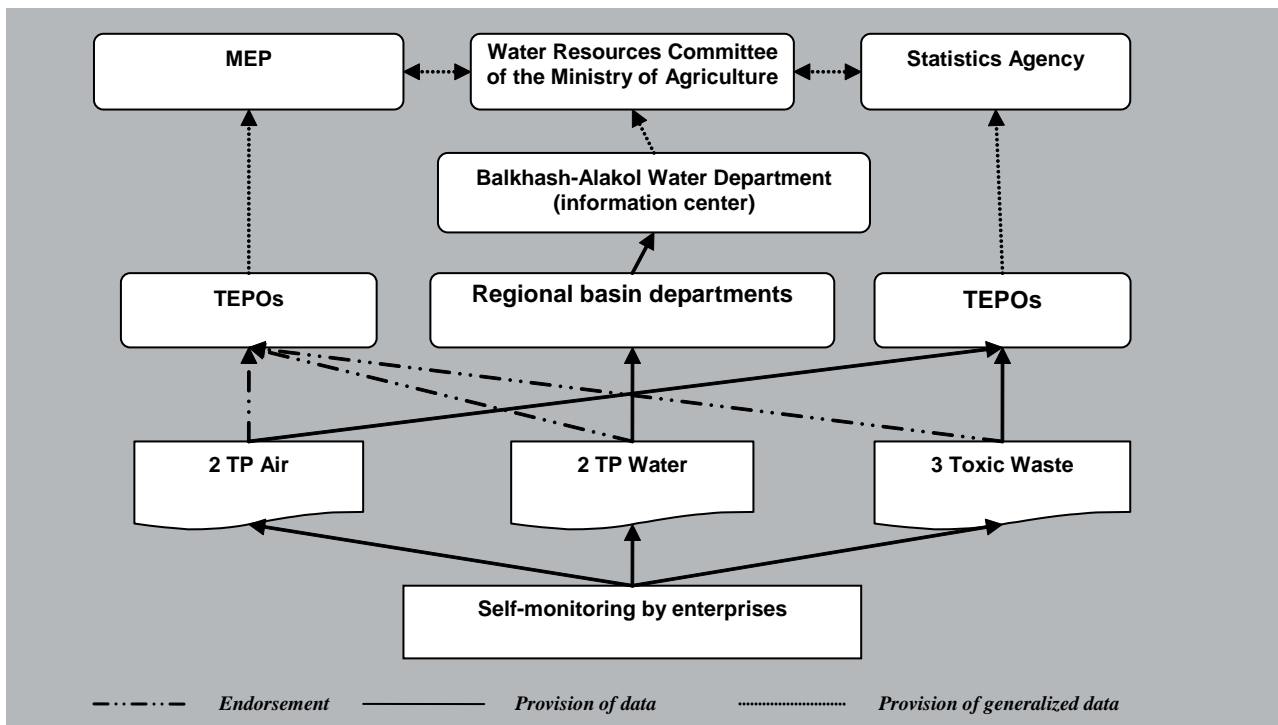 MEP
Water Resources Committee
of the Ministry of Agriculture
Statistics Agency
Balkhash-Alakol Water Department
(information center)
TEPOs
Regional basin departments
TEPOs
2 TP Air
2 TP Water
3 Toxic Waste
Self-monitoring by enterprises
Endorsement
Provision of data
Provision of generalized data